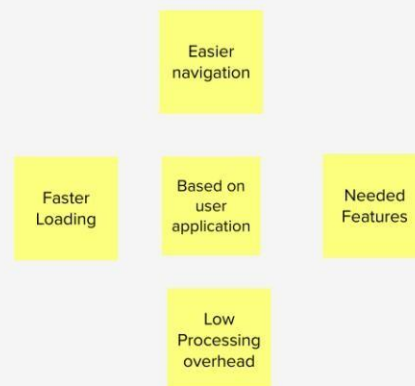 Easier
navigation
Faster
Loading
Based on
user
application
Needed
Features
Low
Processing
overhead